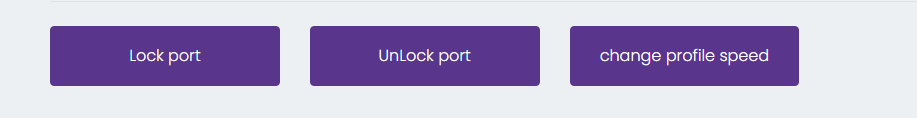 Lock port
UnLock port
change profile speed